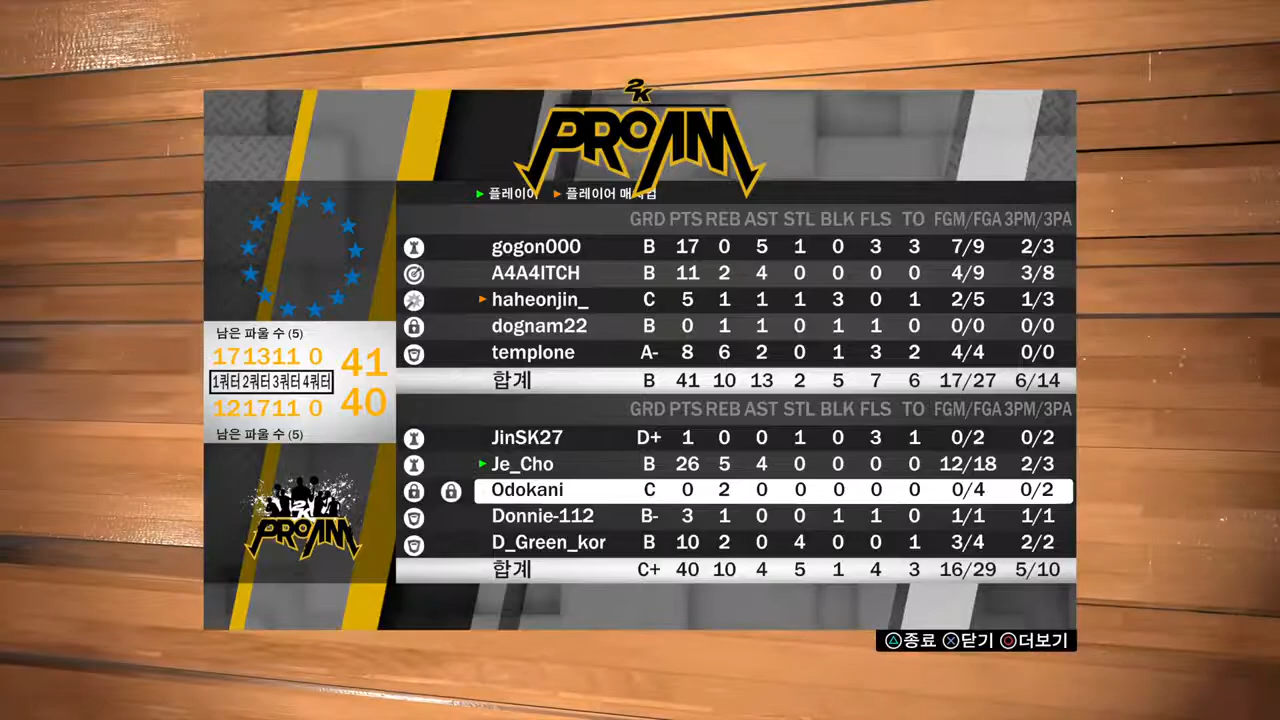 2K
PRO AM
플레이어 플레이어
GRD PTS REB AST STL BLK FLS TO FGM/FGA 3PM/3PA
gogon000 B 17 0 5 1 0 3 3 7/9 2/3
A4A4ITCH B 11 2 4 0 0 0 0 4/9 3/8
haheonjin_ C 5 1 1 1 3 0 1 2/5 1/3
dognam22 B 0 1 1 0 1 1 0 0/0 0/0
templone A- 8 6 2 0 1 3 2 4/4 0/0
합계 B 41 10 13 2 5 7 6 17/27 6/14
남은 파울 수 (5)
17 13 11 0 41
1쿼터 2쿼터 3쿼터 4쿼터
12 17 11 0 40
남은 파울 수 (5)
GRD PTS REB AST STL BLK FLS TO FGM/FGA 3PM/3PA
JinSK27 D+ 1 0 0 1 0 3 1 0/2 0/2
Je_Cho B 26 5 4 0 0 0 0 12/18 2/3
Odokani C 0 2 0 0 0 0 0 0/4 0/2
Donnie-112 B- 3 1 0 0 1 1 0 1/1 1/1
D_Green_kor B 10 2 0 4 0 0 1 3/4 2/2
합계 C+ 40 10 4 5 1 4 3 16/29 5/10
2K
PRO AM
종료 닫기 더보기